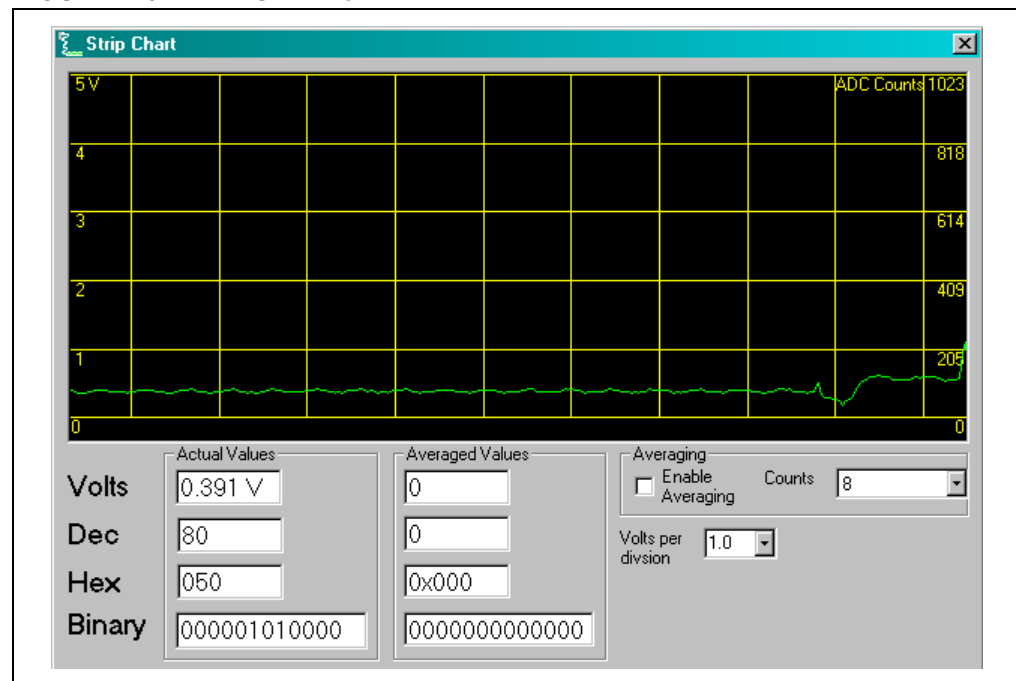 Strip Chart
5 V
ADC Counts 1023
4
818
3
614
2
409
1
205
0
0
Actual Values
Averaged Values
Averaging
Volts
0.391 V
0
Enable
Averaging
Counts
8
Dec
80
0
Volts per
divsion
1.0
Hex
050
0x000
Binary
000001010000
0000000000000